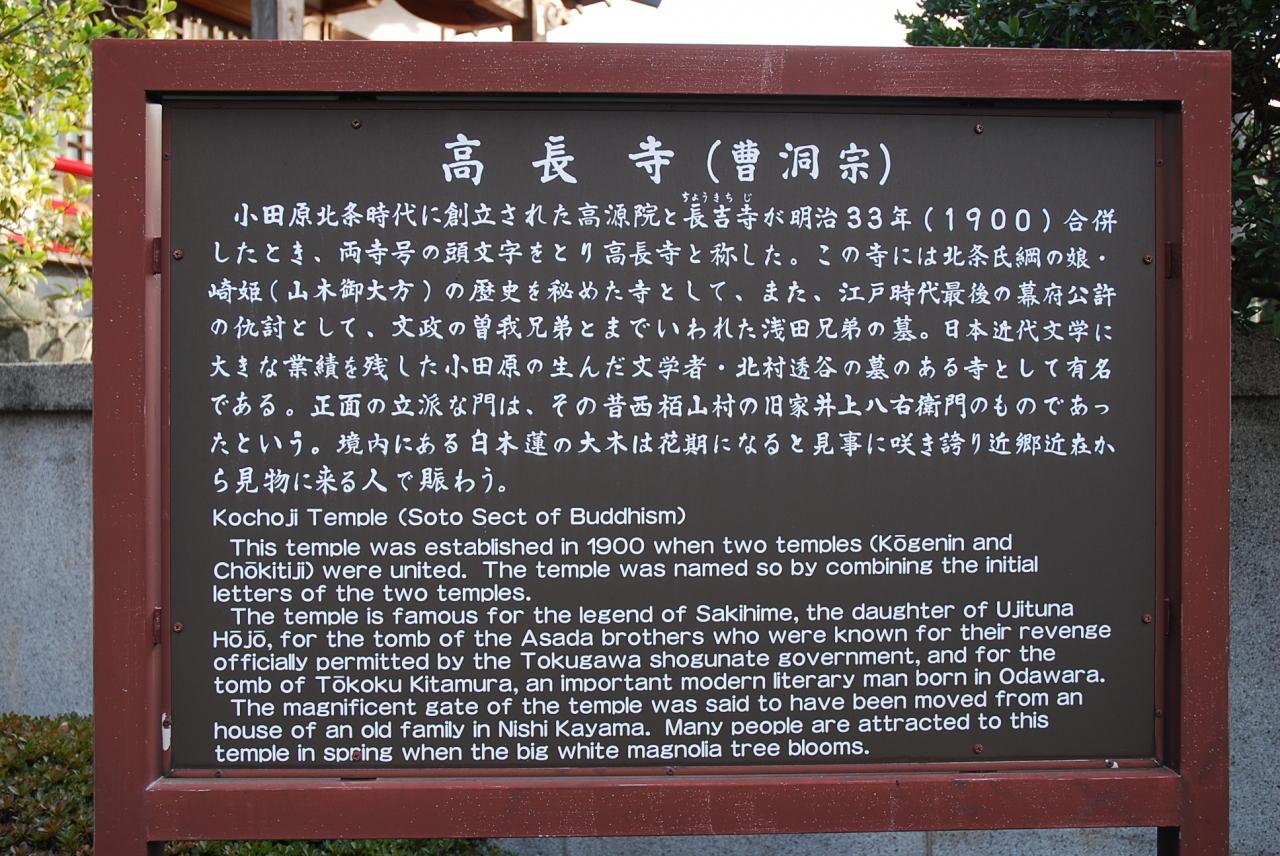 高長寺(曹洞宗)
ちょうきちじ
小田原北条時代に創立された高源院と長吉寺が明治33年(1900)合併
したとき、両寺号の頭文字をとり高長寺と称した。この寺には北条氏綱の娘・
崎姫(山木御大方)の歴史を秘めた寺として、また、江戸時代最後の幕府公許
の仇討として、文政の曽我兄弟とまでいわれた浅田兄弟の墓。日本近代文学に
大きな業績を残した小田原の生んだ文学者・北村透谷の墓のある寺として有名
である。正面の立派な門は、その昔西栢山村の旧家井上八右衛門のものであっ
たという。境内にある白木蓮の大木は花期になると見事に咲き誇り近郷近在か
ら見物に来る人で賑わう。
Kochoji Temple (Soto Sect of Buddhism)
This temple was established in 1900 when two temples (Kōgenin and
Chōkitiji) were united. The temple was named so by combining the initial
letters of the two temples.
The temple is famous for the legend of Sakihime, the daughter of Ujituna
Hōjō, for the tomb of the Asada brothers who were known for their revenge
officially permitted by the Tokugawa shogunate government, and for the
tomb of Tōkoku Kitamura, an important modern literary man born in Odawara.
The magnificent gate of the temple was said to have been moved from an
house of an old family in Nishi Kayama. Many people are attracted to this
temple in spring when the big white magnolia tree blooms.